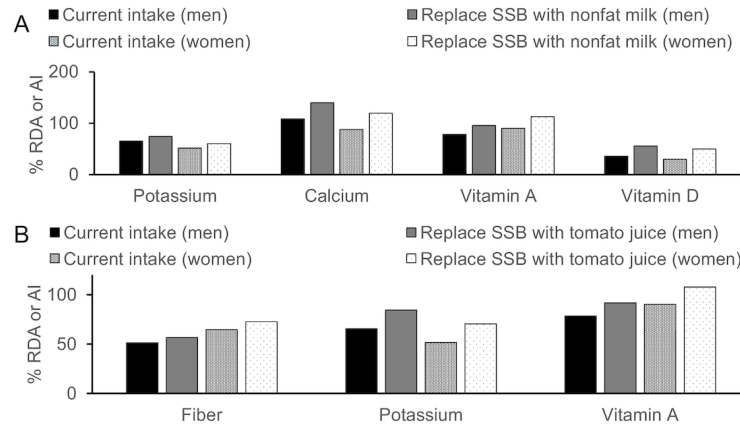 A
Current intake (men) Replace SSB with nonfat milk (men)
Current intake (women) Replace SSB with nonfat milk (women)
% RDA or AI
200
100
0
Potassium Calcium Vitamin A Vitamin D
B
Current intake (men) Replace SSB with tomato juice (men)
Current intake (women) Replace SSB with tomato juice (women)
% RDA or AI
100
50
0
Fiber Potassium Vitamin A